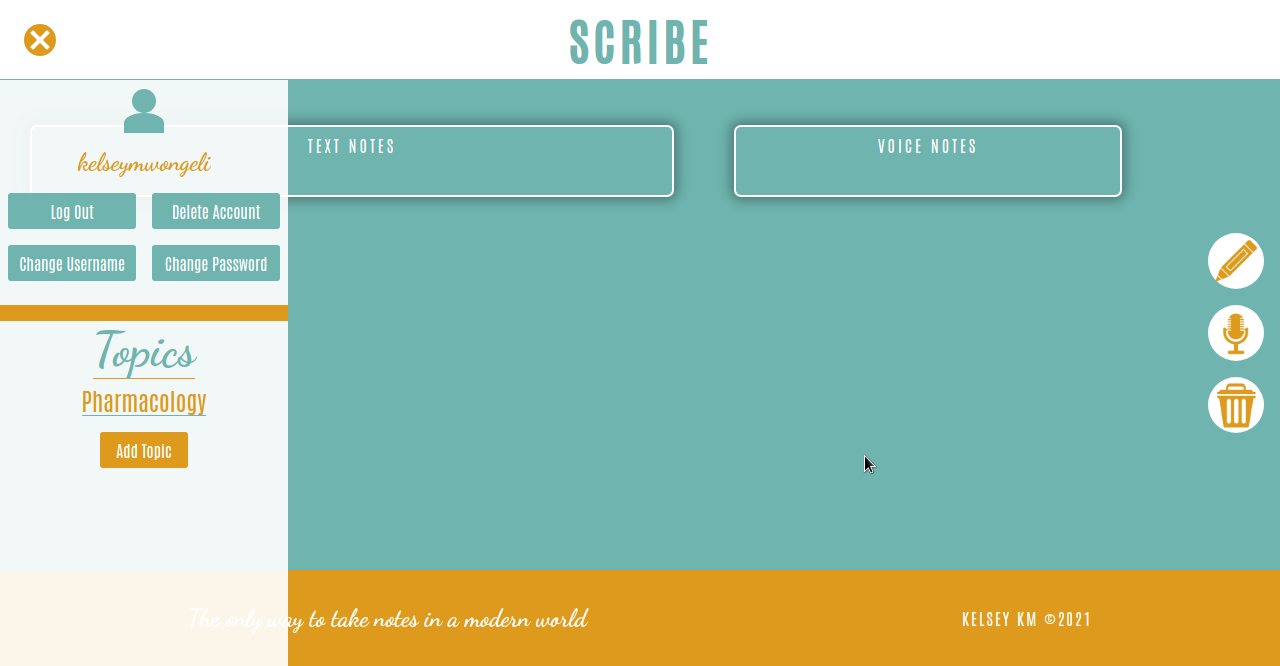 SCRIBE
TEXT NOTES
VOICE NOTES
kelseymwongeli
Log Out
Delete Account
Change Username
Change Password
Topics
Pharmacology
Add Topic
The only way to take notes in a modern world
KELSEY KM ©2021